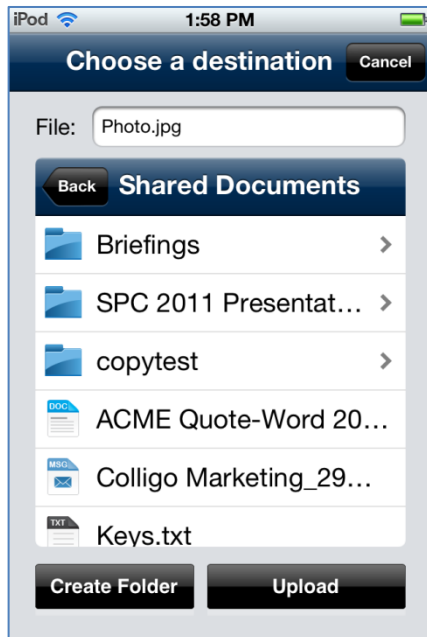 iPod 1:58 PM
Choose a destination Cancel
File: Photo.jpg
Back Shared Documents
Briefings
SPC 2011 Presentat...
copytest
DOC ACME Quote-Word 20...
MSG Colligo Marketing_29...
TXT Keys.txt
Create Folder Upload